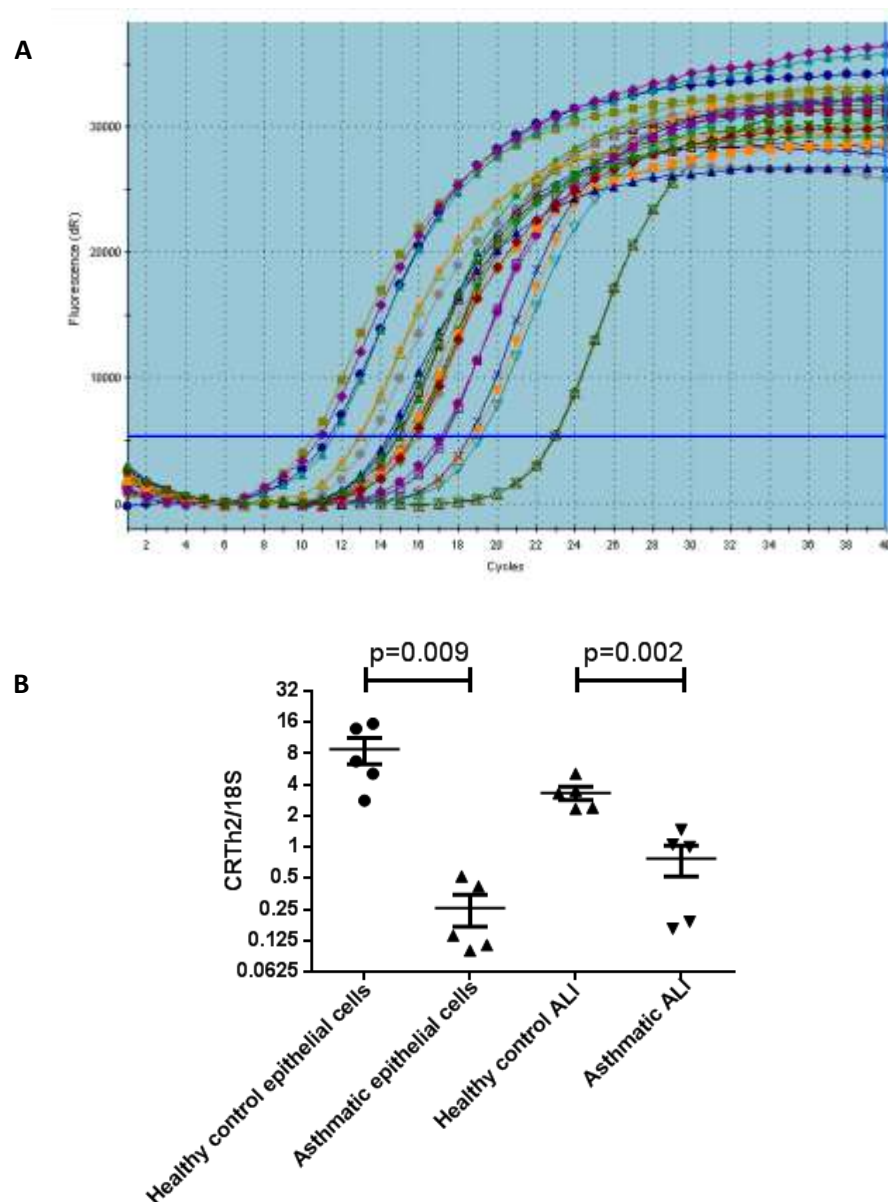 A
Fluorescence (dR)
30000
20000
10000
0
2 4 6 8 10 12 14 16 18 20 22 24 26 28 30 32 34 36 38 40
Cycles
B
p=0.009 p=0.002
CRTh2/18S
32
16
8
4
2
1
0.5
0.25
0.125
0.0625
Healthy control epithelial cells
Asthmatic epithelial cells
Healthy control ALI
Asthmatic ALI